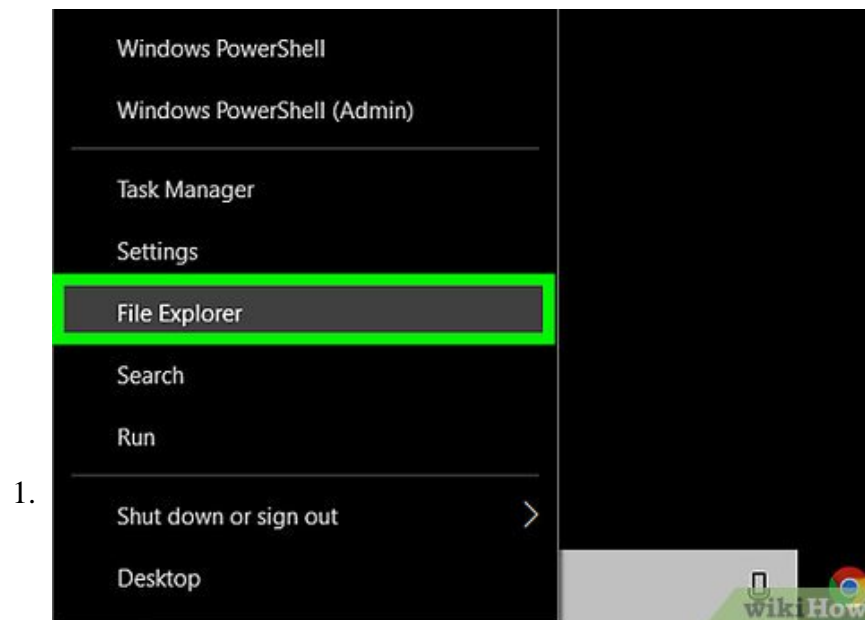 Windows PowerShell
Windows PowerShell (Admin)
Task Manager
Settings
File Explorer
Search
Run
1.
Shut down or sign out
Desktop
wikiHow